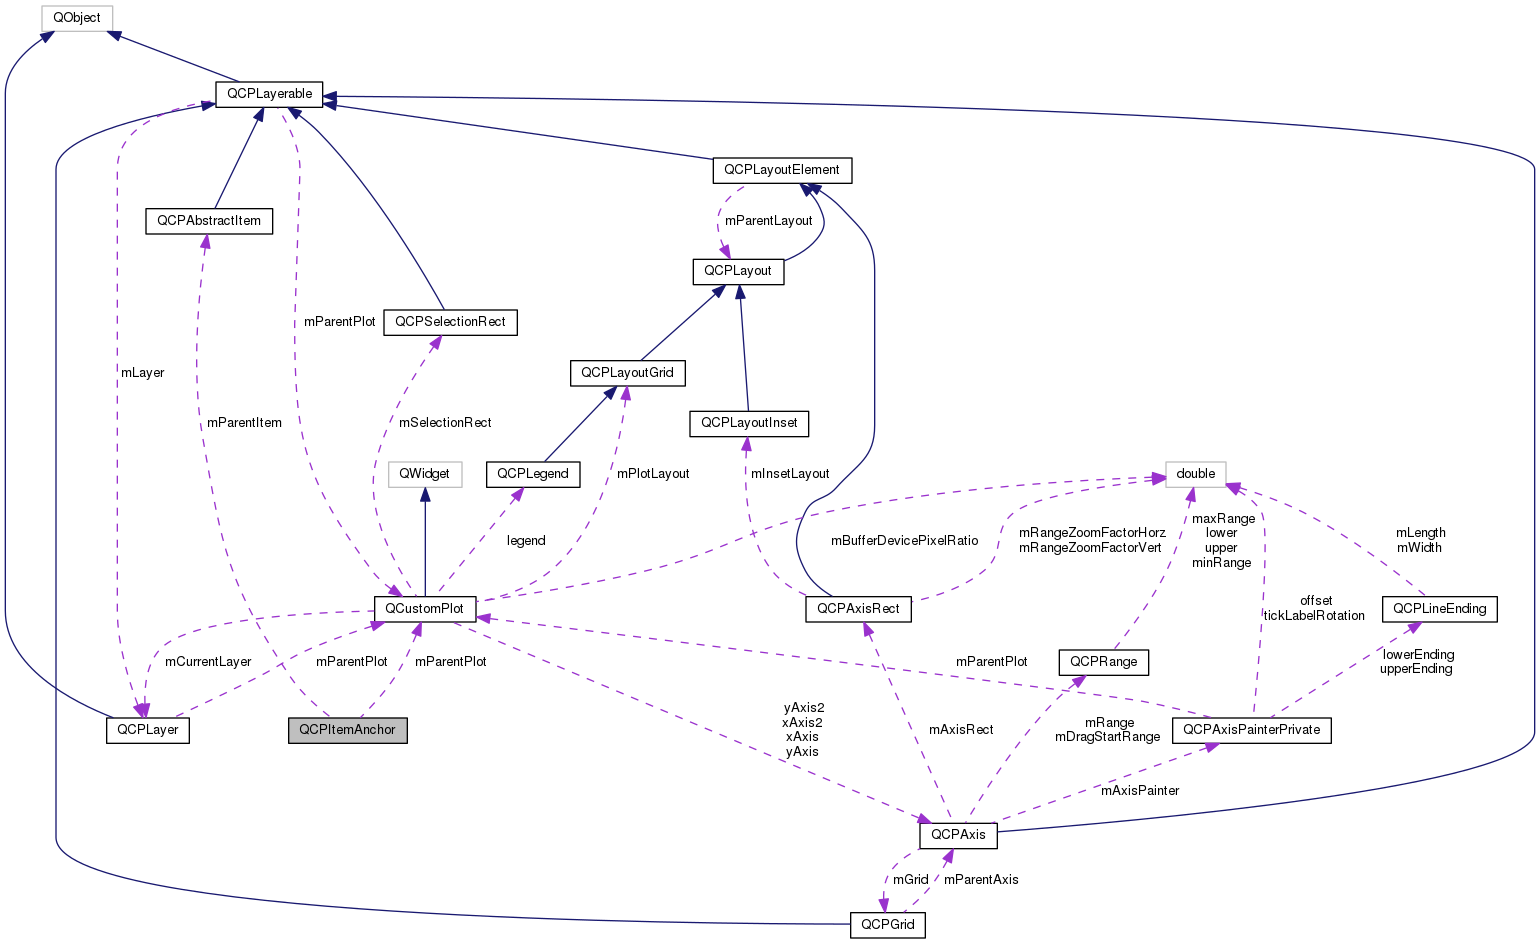 QObject
QCPLayerable
QCPLayoutElement
QCPAbstractItem
mParentLayout
QCPLayout
mParentPlot
QCPSelectionRect
mLayer
QCPLayoutGrid
mParentItem
mSelectionRect
QCPLayoutInset
QWidget
QCPLegend
mPlotLayout
mInsetLayout
double
legend
mBufferDevicePixelRatio
mRangeZoomFactorHorz
mRangeZoomFactorVert
maxRange
lower
upper
minRange
mLength
mWidth
QCustomPlot
QCPAxisRect
offset
tickLabelRotation
QCPLineEnding
mCurrentLayer
mParentPlot
mParentPlot
mParentPlot
QCPRange
lowerEnding
upperEnding
QCPLayer
QCPItemAnchor
yAxis2
xAxis2
xAxis
yAxis
mAxisRect
mRange
mDragStartRange
QCPAxisPainterPrivate
mAxisPainter
QCPAxis
mGrid
mParentAxis
QCPGrid